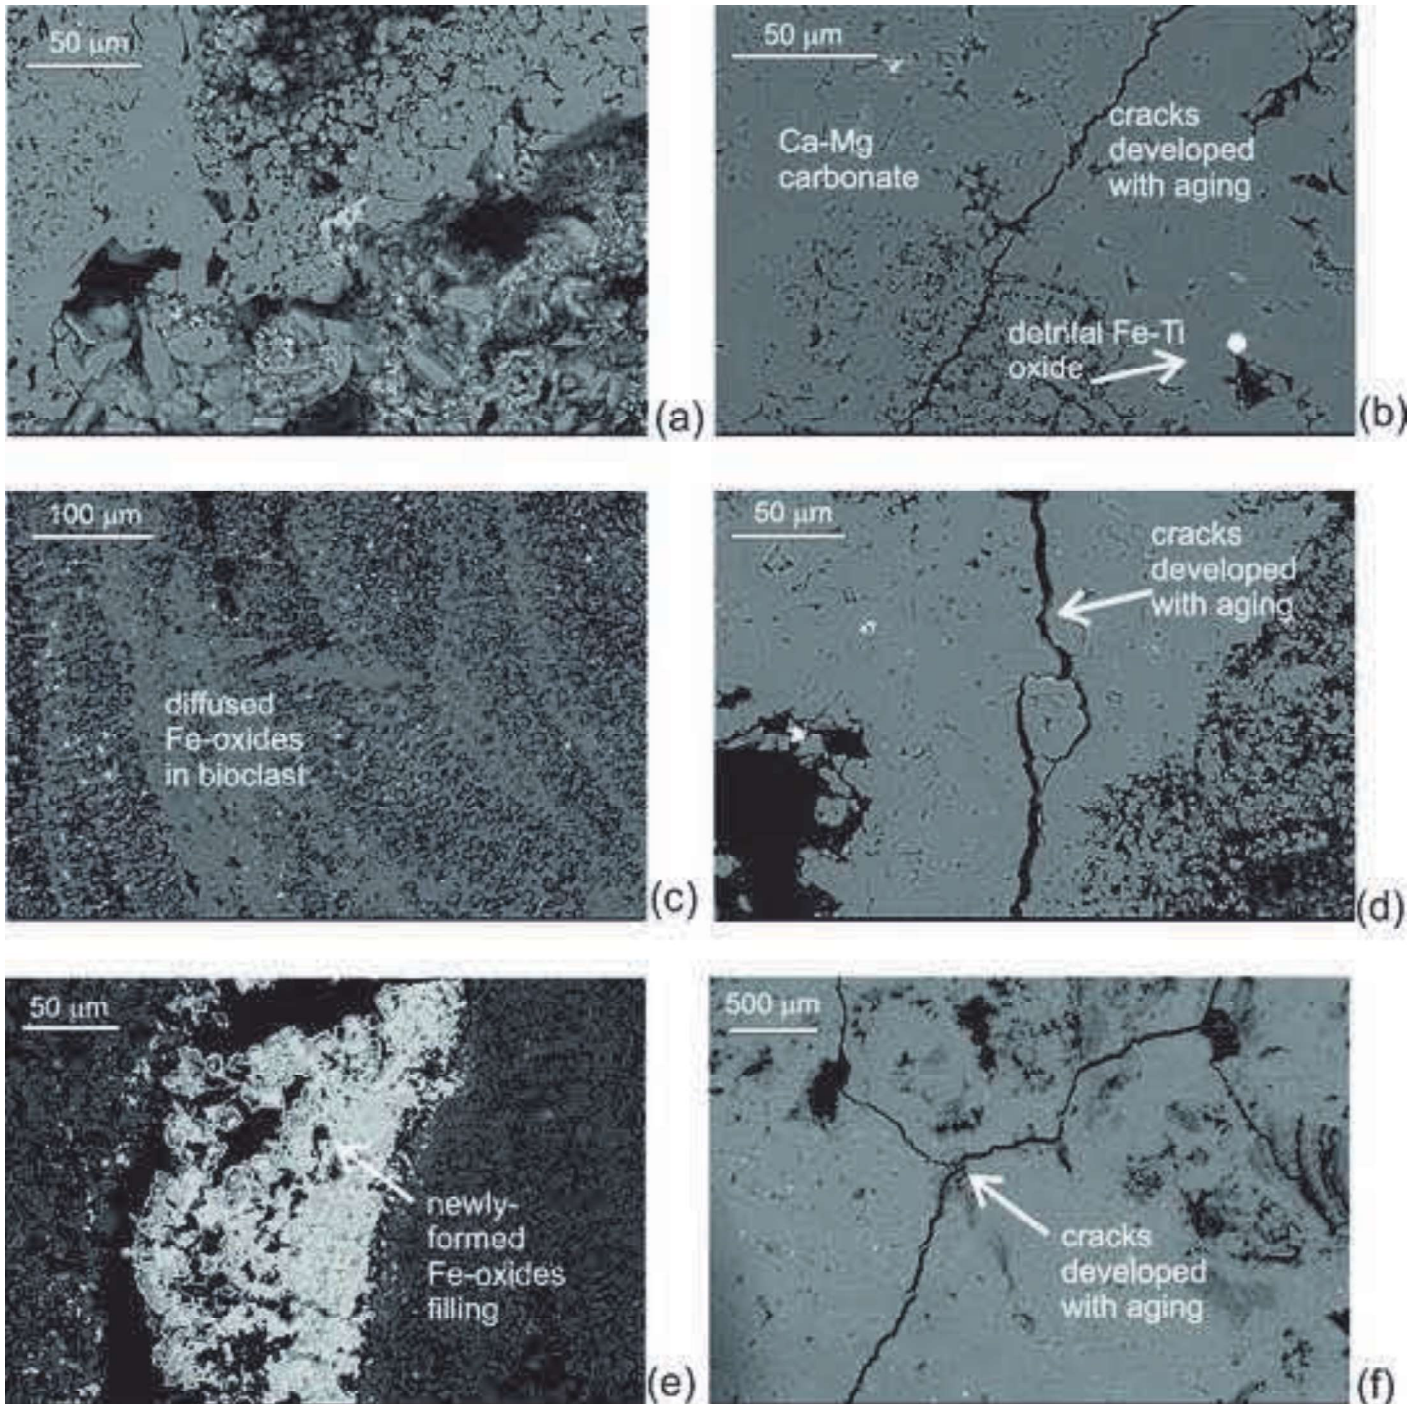 50 μm
(a)
50 μm
Ca-Mg
carbonate
cracks
developed
with aging
detrital Fe-Ti
oxide
(b)
100 μm
diffused
Fe-oxides
in bioclast
(c)
50 μm
cracks
developed
with aging
(d)
50 μm
newly-
formed
Fe-oxides
filling
(e)
500 μm
cracks
developed
with aging
(f)